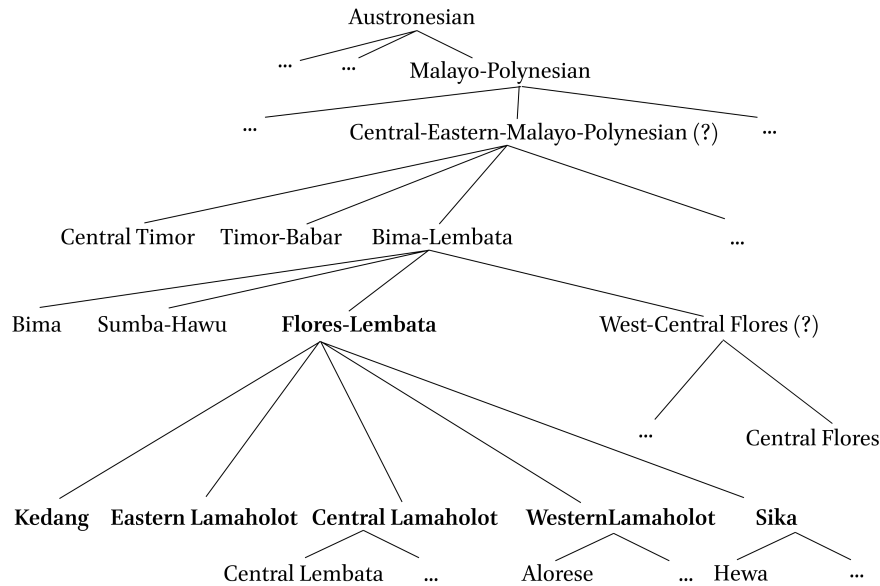 Austronesian
... ... Malayo-Polynesian
... Central-Eastern-Malayo-Polynesian (?) ...
Central Timor Timor-Babar Bima-Lembata ...
Bima Sumba-Hawu Flores-Lembata West-Central Flores (?)
... Central Flores
Kedang Eastern Lamaholot Central Lamaholot WesternLamaholot Sika
Central Lembata ... Alorese ... Hewa ...